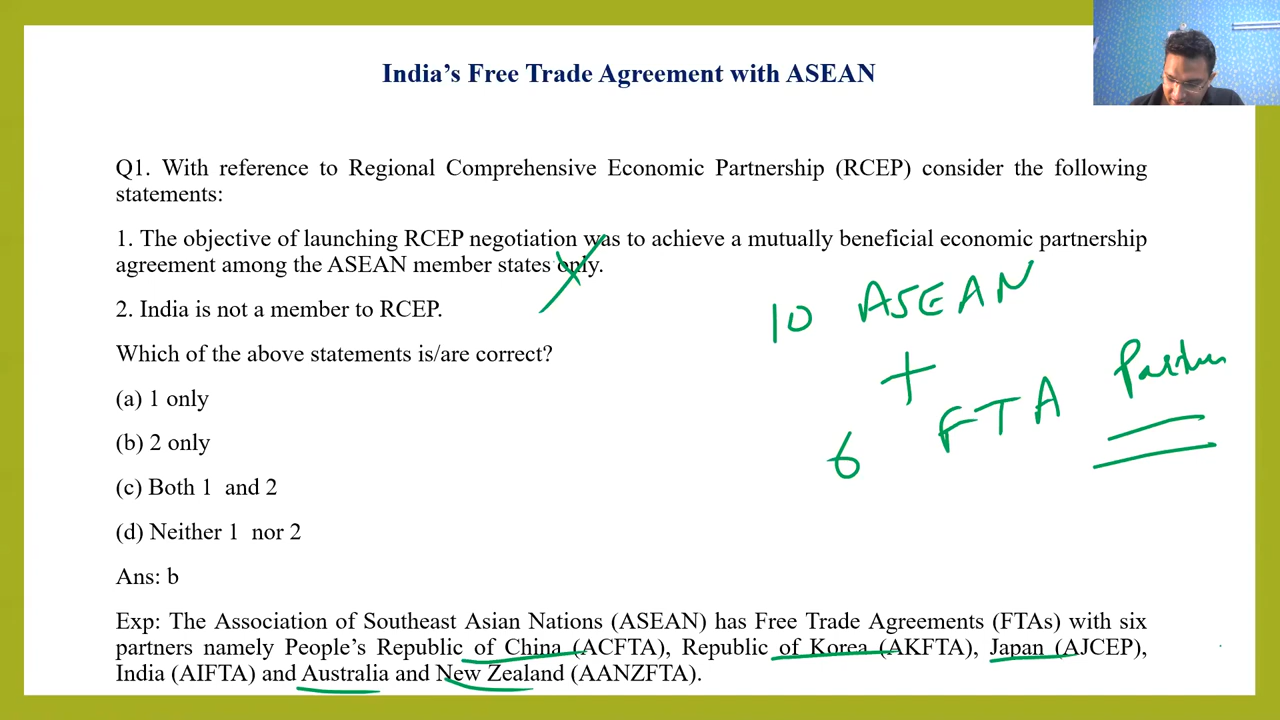 India’s Free Trade Agreement with ASEAN
Q1. With reference to Regional Comprehensive Economic Partnership (RCEP) consider the following
statements:
1. The objective of launching RCEP negotiation was to achieve a mutually beneficial economic partnership
agreement among the ASEAN member states only.
2. India is not a member to RCEP.
Which of the above statements is/are correct?
(a) 1 only
(b) 2 only
(c) Both 1 and 2
(d) Neither 1 nor 2
Ans: b
10 ASEAN
+
6 FTA
Exp: The Association of Southeast Asian Nations (ASEAN) has Free Trade Agreements (FTAs) with six
partners namely People’s Republic of China (ACFTA), Republic of Korea (AKFTA), Japan (AJCEP),
India (AIFTA) and Australia and New Zealand (AANZFTA).